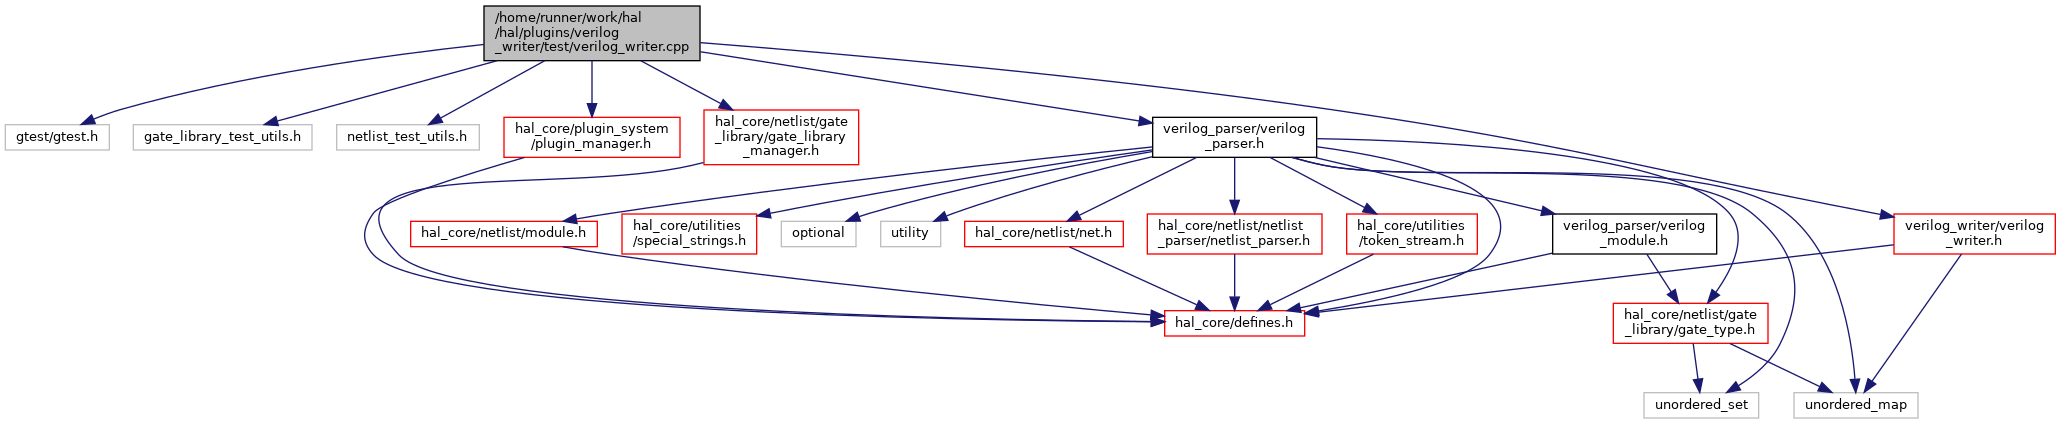 /home/runner/work/hal
/hal/plugins/verilog
_writer/test/verilog_writer.cpp
gtest/gtest.h
gate_library_test_utils.h
netlist_test_utils.h
hal_core/plugin_system
/plugin_manager.h
hal_core/netlist/gate
_library/gate_library
_manager.h
verilog_parser/verilog
_parser.h
hal_core/netlist/module.h
hal_core/utilities
/special_strings.h
optional
utility
hal_core/netlist/net.h
hal_core/netlist/netlist
_parser/netlist_parser.h
hal_core/utilities
/token_stream.h
verilog_parser/verilog
_module.h
verilog_writer/verilog
_writer.h
hal_core/defines.h
hal_core/netlist/gate
_library/gate_type.h
unordered_set
unordered_map